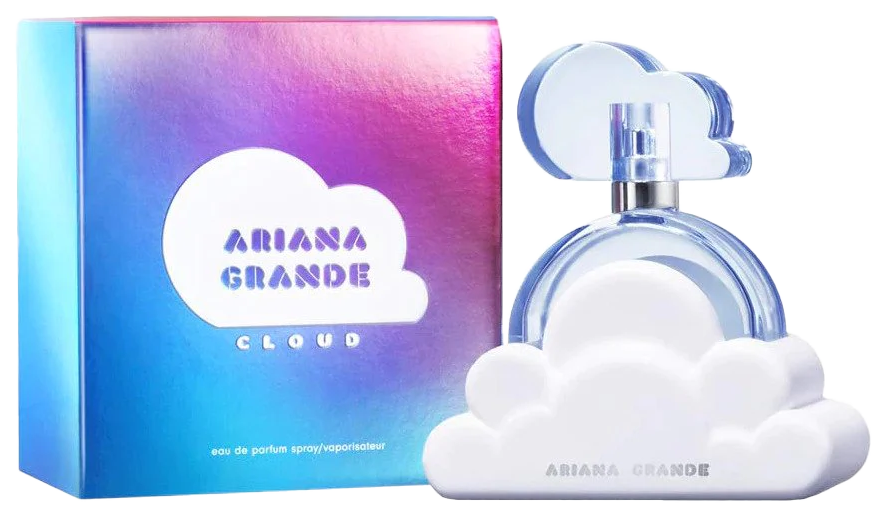 ARIANA
GRANDE
CLOUD
eau de parfum spray/vaporisateur
ARIANA GRANDE